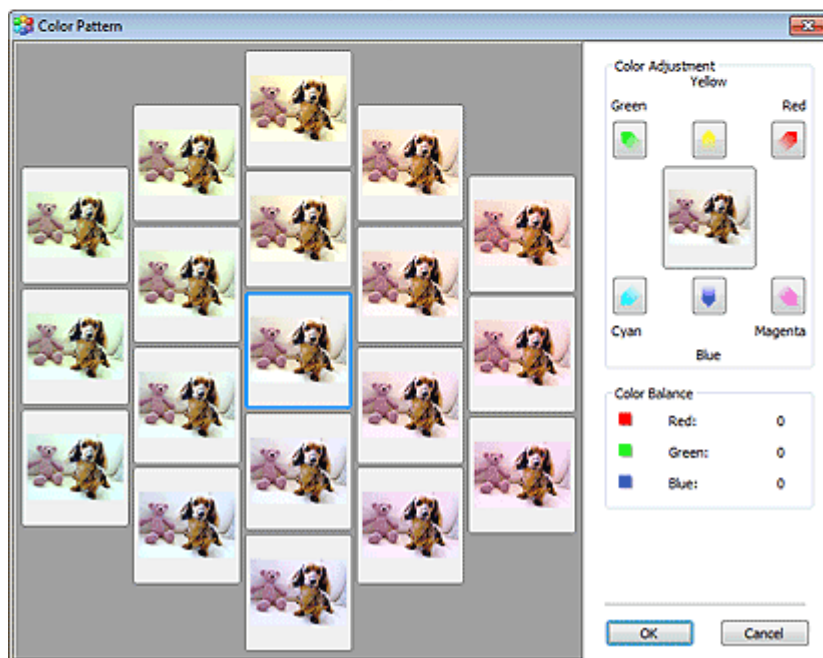 Color Pattern
Color Adjustment
Yellow
Green Red
Cyan Magenta
Blue
Color Balance
Red: 0
Green: 0
Blue: 0
OK Cancel